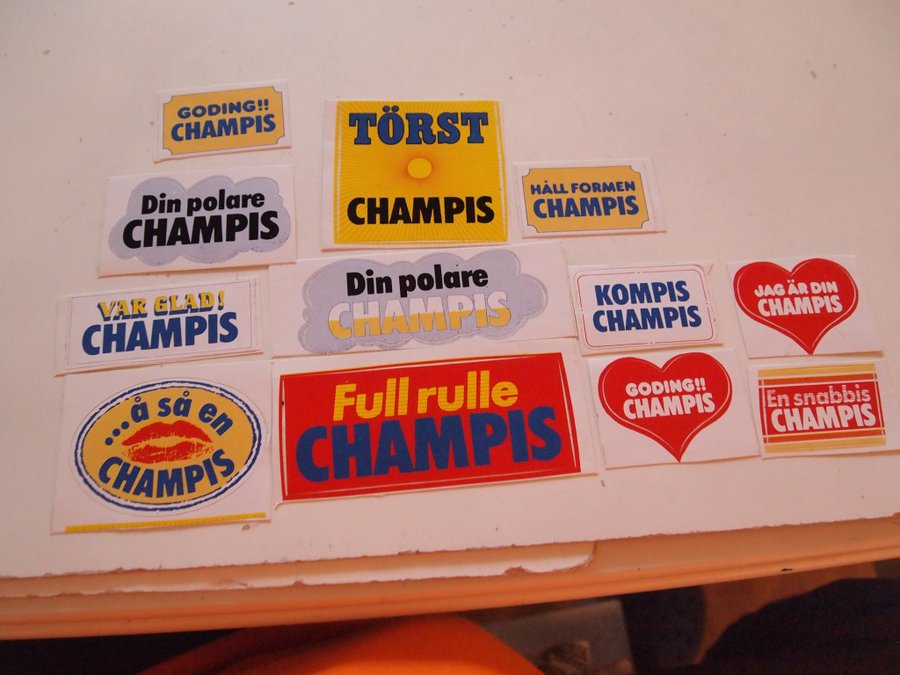 GODING!!
CHAMPIS
TÖRST
CHAMPIS
HÅLL FORMEN
CHAMPIS
Din polare
CHAMPIS
Din polare
CHAMPIS
VAR GLAD!
CHAMPIS
KOMPIS
CHAMPIS
JAG ÄR DIN
CHAMPIS
...å så en
CHAMPIS
Full rulle
CHAMPIS
GODING!!
CHAMPIS
En snabbis
CHAMPIS